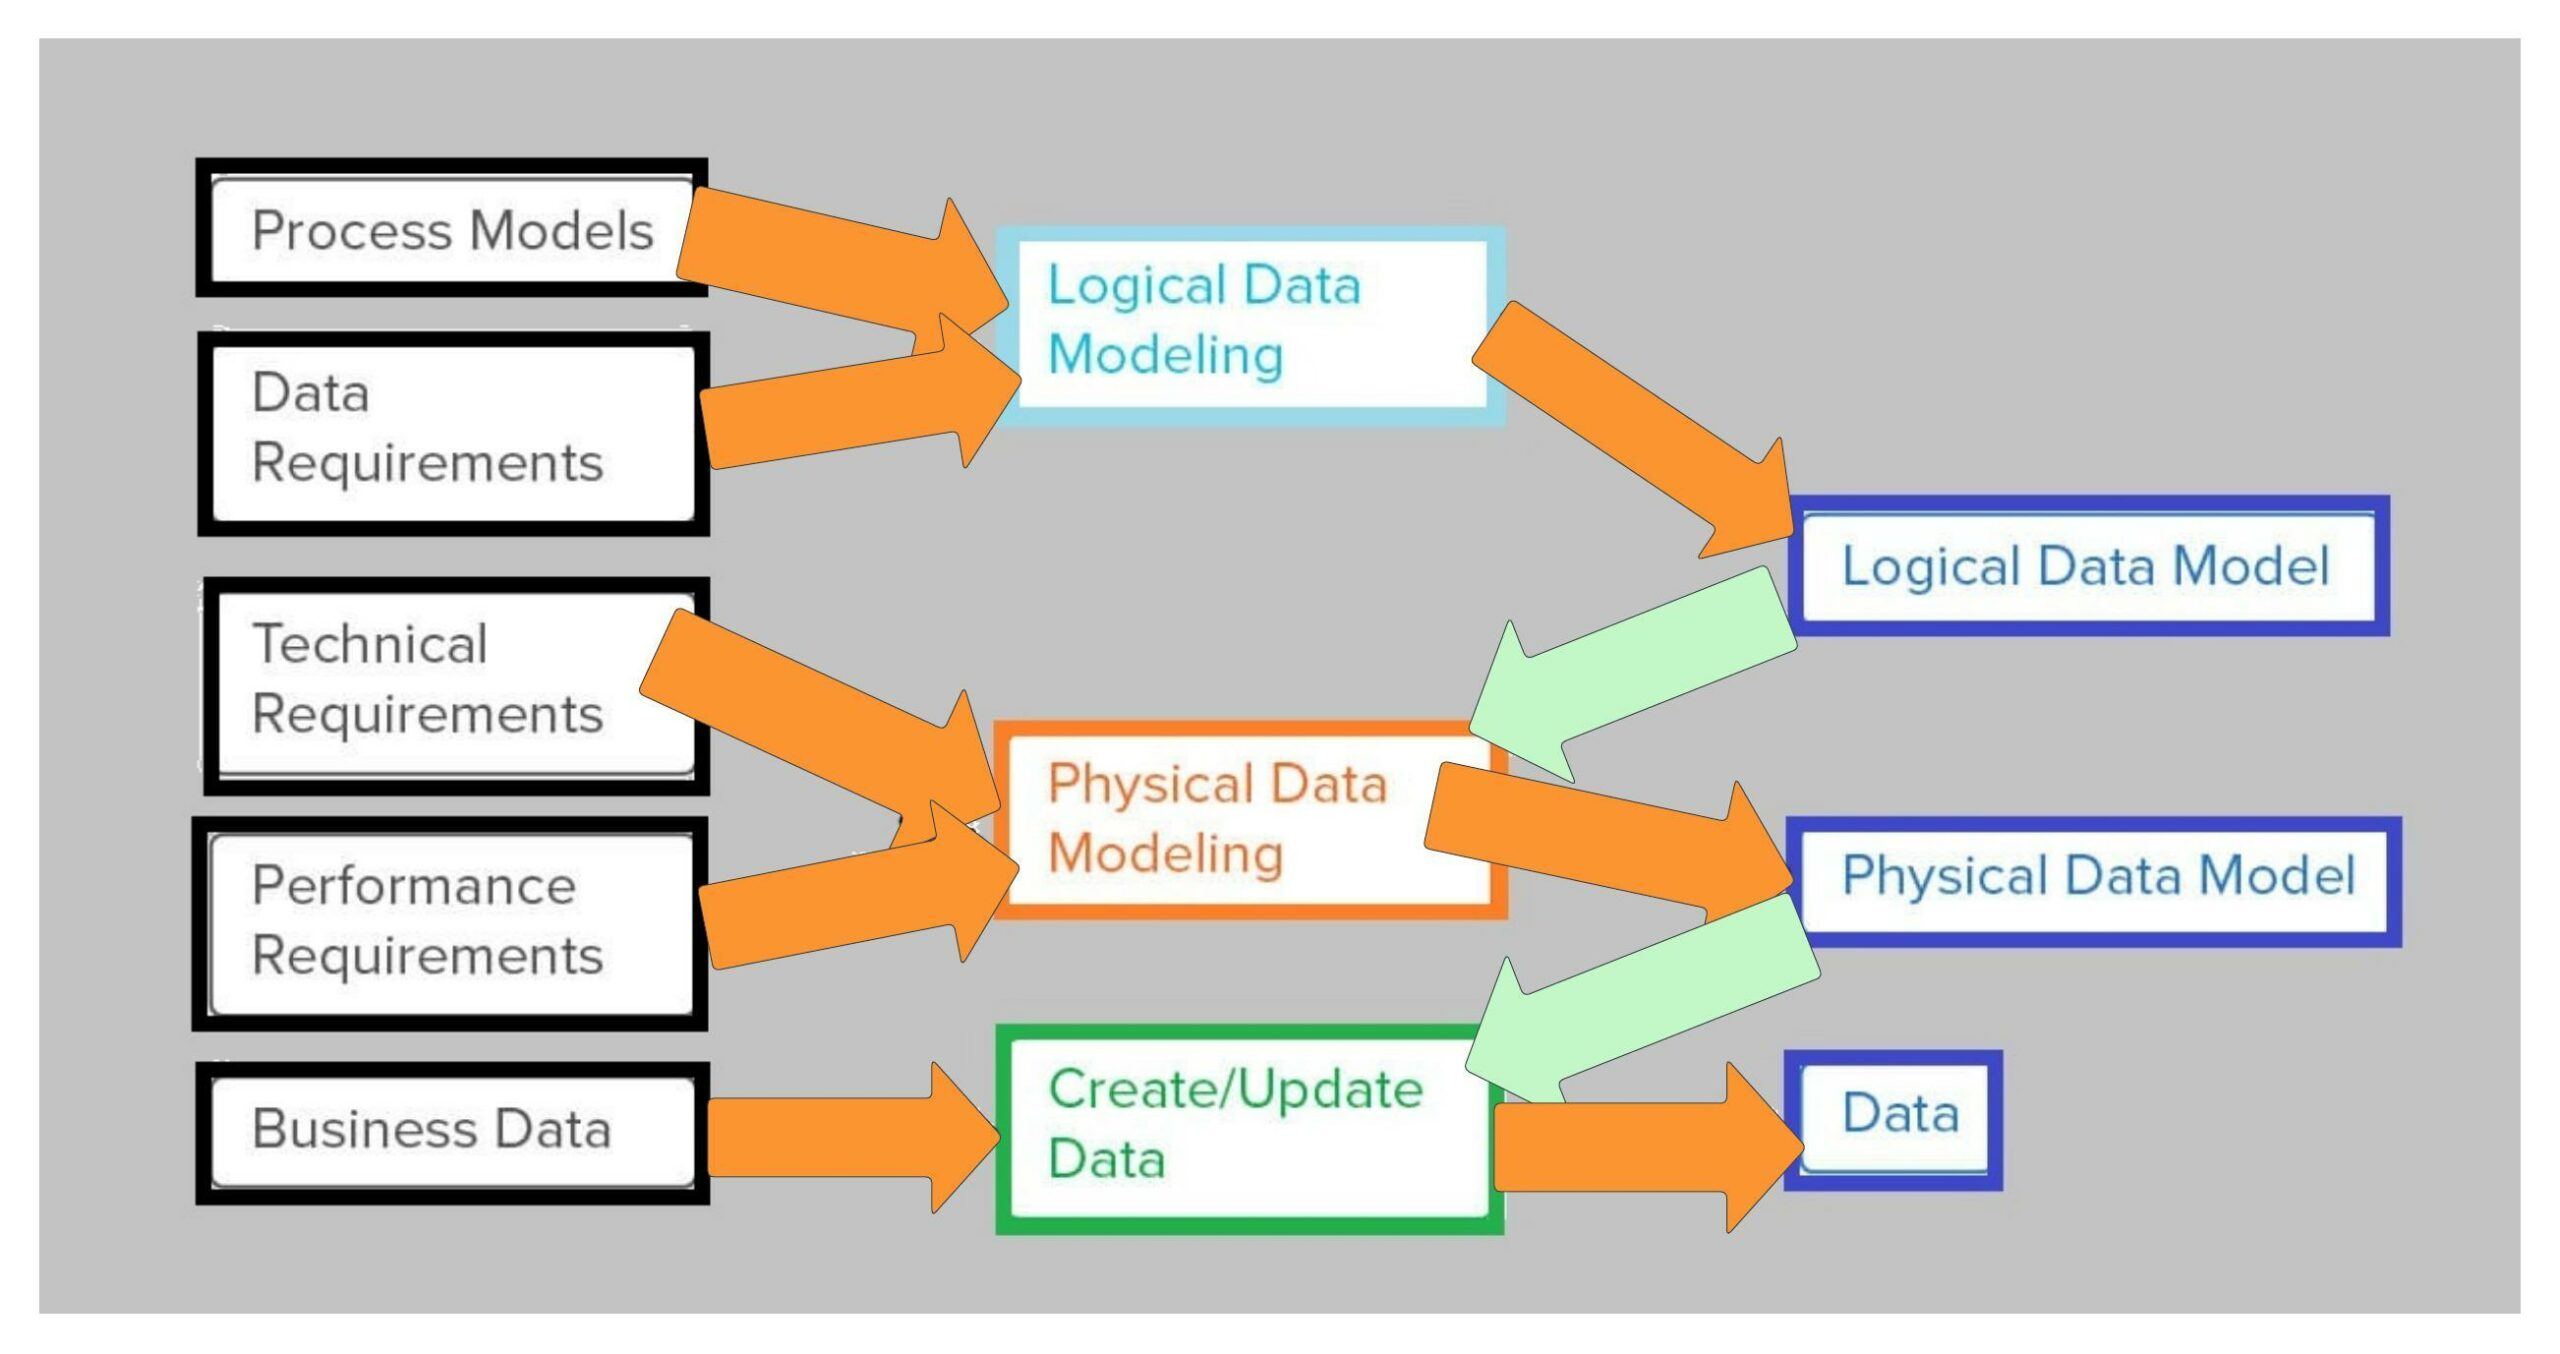 Process Models
Data
Requirements
Technical
Requirements
Performance
Requirements
Business Data
Logical Data
Modeling
Physical Data
Modeling
Create/Update
Data
Logical Data Model
Physical Data Model
Data